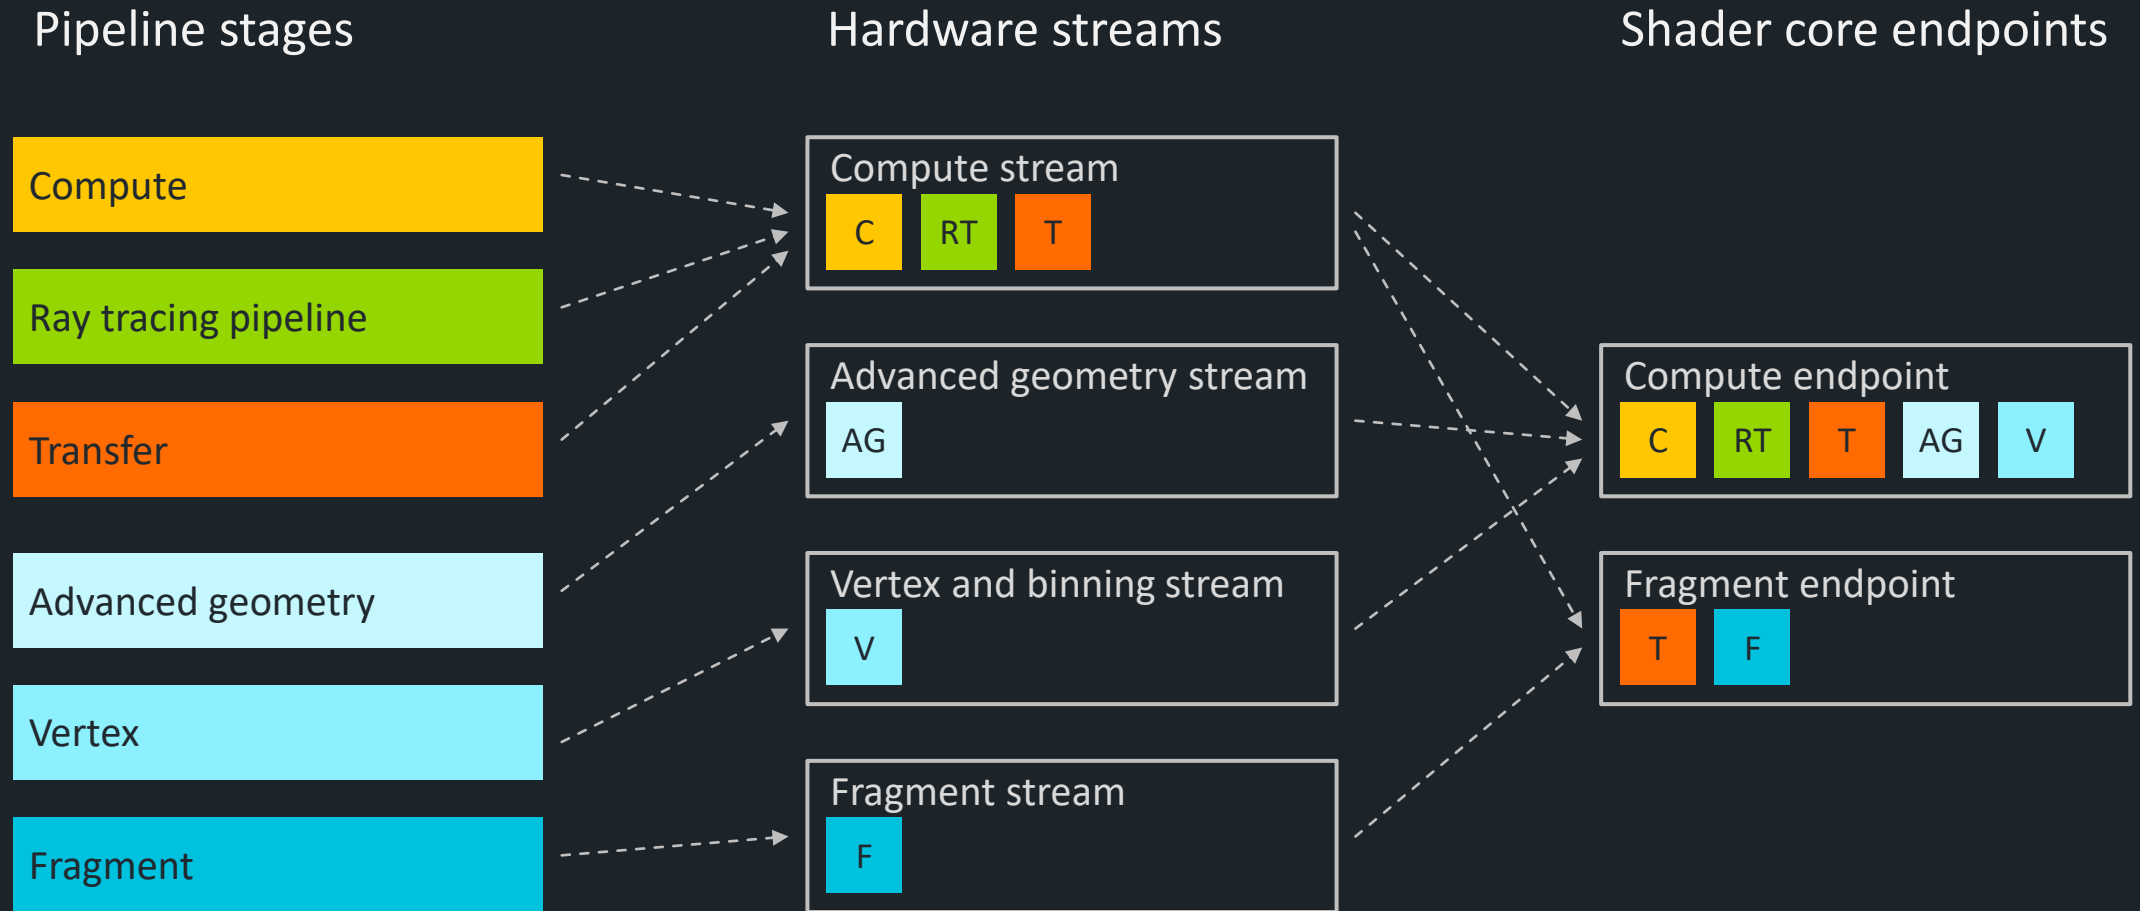 Pipeline stages
Compute
Ray tracing pipeline
Transfer
Advanced geometry
Vertex
Fragment
Hardware streams
Compute stream
C RT T
Advanced geometry stream
AG
Vertex and binning stream
V
Fragment stream
F
Shader core endpoints
Compute endpoint
C RT T AG V
Fragment endpoint
T F